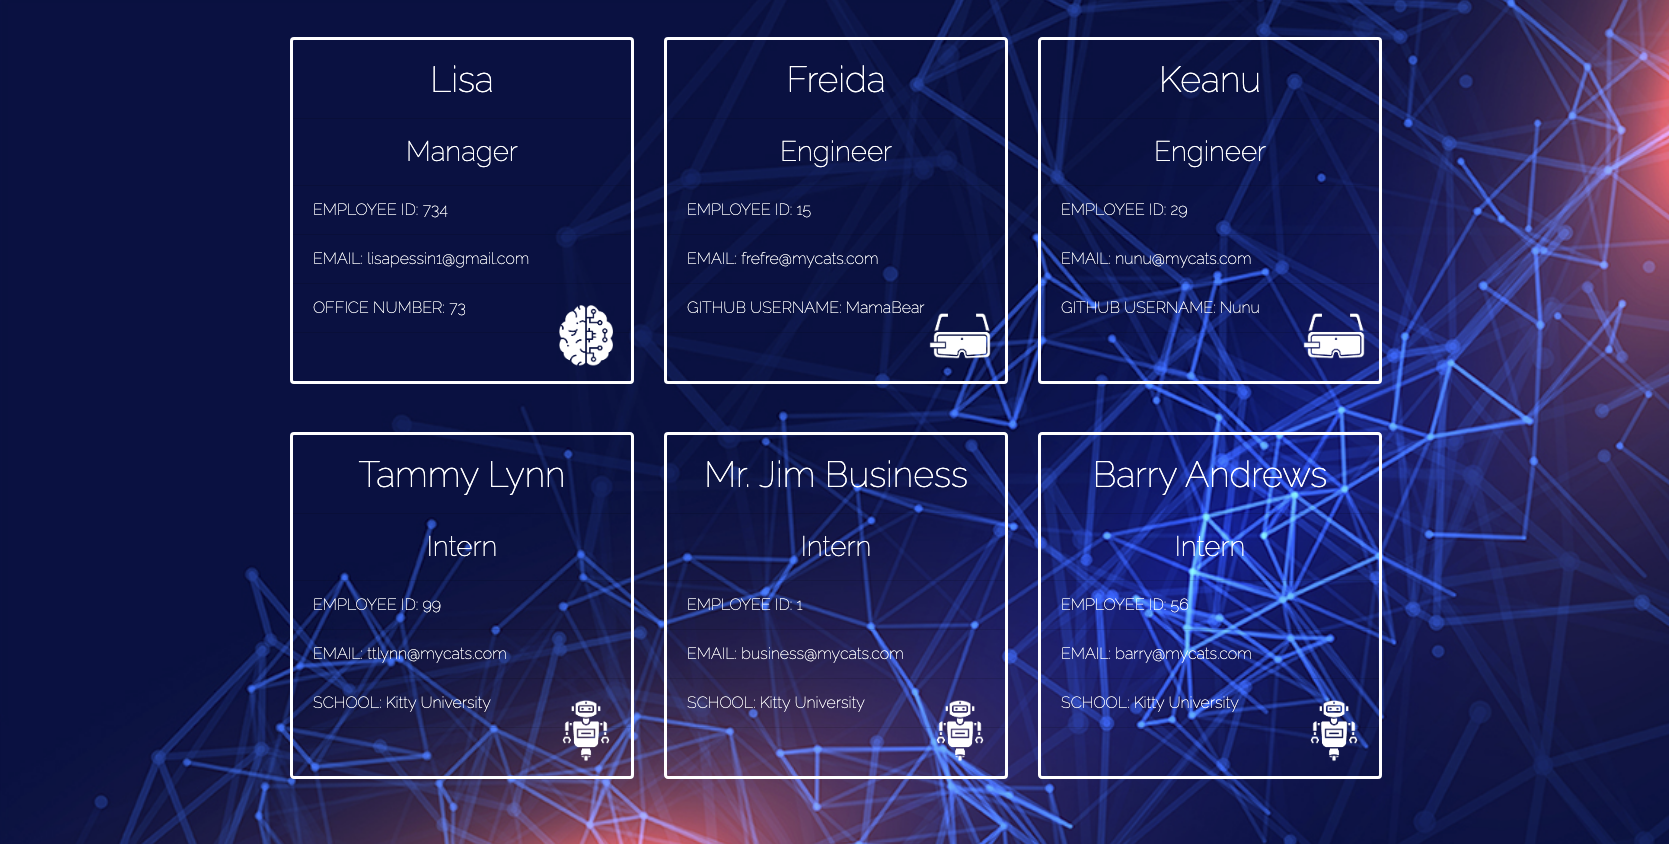 Lisa
Manager
EMPLOYEE ID: 734
EMAIL: lisapessin1@gmail.com
OFFICE NUMBER: 73
Freida
Engineer
EMPLOYEE ID: 15
EMAIL: frefre@mycats.com
GITHUB USERNAME: MamaBear
Keanu
Engineer
EMPLOYEE ID: 29
EMAIL: nunu@mycats.com
GITHUB USERNAME: Nunu
Tammy Lynn
Intern
EMPLOYEE ID: 99
EMAIL: ttlynn@mycats.com
SCHOOL: Kitty University
Mr. Jim Business
Intern
EMPLOYEE ID: 1
EMAIL: business@mycats.com
SCHOOL: Kitty University
Barry Andrews
Intern
EMPLOYEE ID: 56
EMAIL: barry@mycats.com
SCHOOL: Kitty University